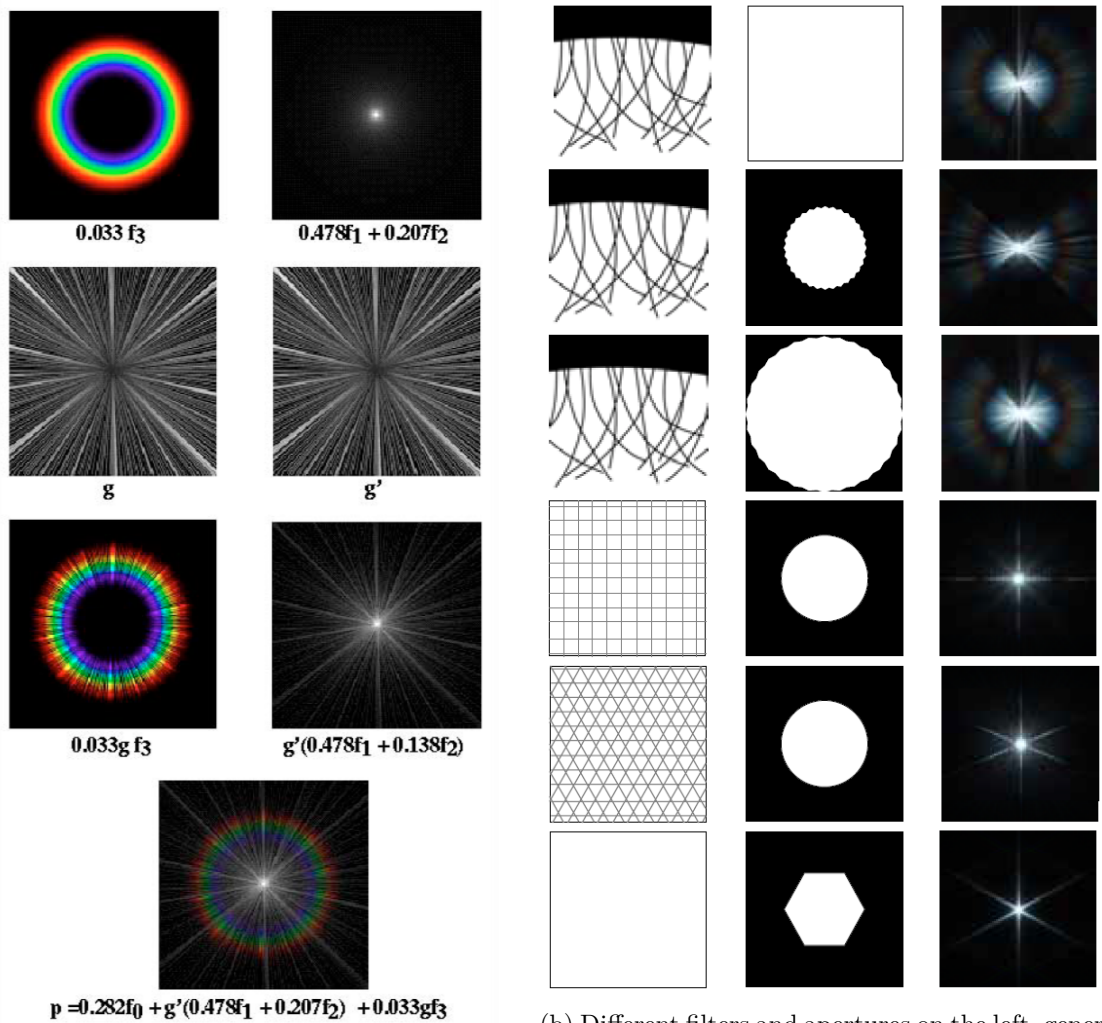 0.033 f3
0.478f1 + 0.207f2
g
g’
0.033g f3
g’(0.478f1 + 0.138f2)
p =0.282f0 + g’(0.478f1 + 0.207f2) + 0.033gf3
(b) Different filters and apertures on the left, gener